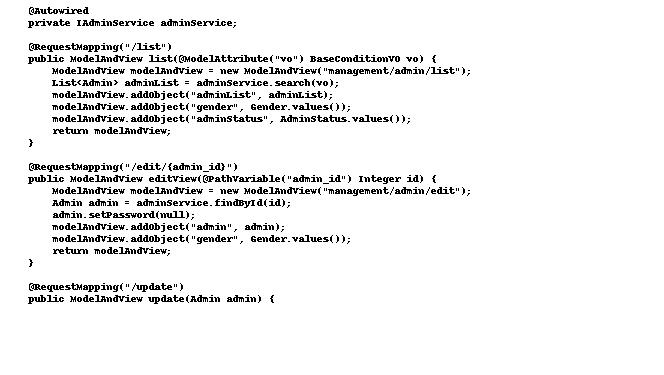 @Autowired
private IAdminService adminService;
@RequestMapping("/list")
public ModelAndView list(@ModelAttribute("vo") BaseConditionVO vo) {
ModelAndView modelAndView = new ModelAndView("management/admin/list");
List<Admin> adminList = adminService.search(vo);
modelAndView.addObject("adminList", adminList);
modelAndView.addObject("gender", Gender.values());
modelAndView.addObject("adminStatus", AdminStatus.values());
return modelAndView;
}
@RequestMapping("/edit/{admin_id}")
public ModelAndView editView(@PathVariable("admin_id") Integer id) {
ModelAndView modelAndView = new ModelAndView("management/admin/edit");
Admin admin = adminService.findById(id);
admin.setPassword(null);
modelAndView.addObject("admin", admin);
modelAndView.addObject("gender", Gender.values());
return modelAndView;
}
@RequestMapping("/update")
public ModelAndView update(Admin admin) {